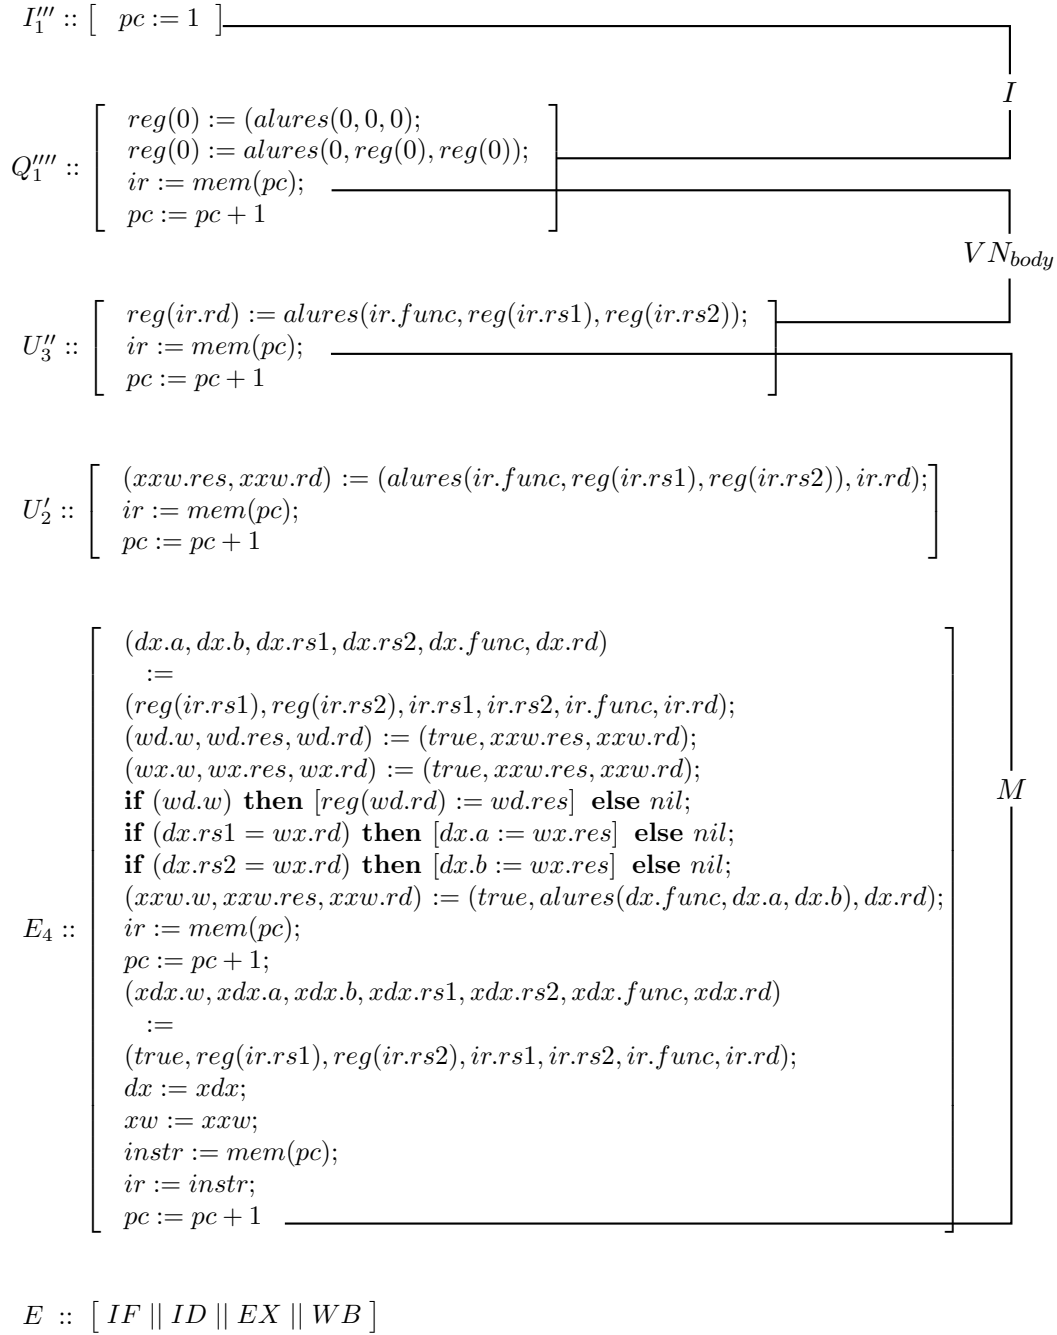 I₁''' :: [ pc := 1 ]
I
reg(0) := (alures(0, 0, 0);
reg(0) := alures(0, reg(0), reg(0));
Q₁'''' :: ir := mem(pc);
pc := pc + 1
VN_body
reg(ir.rd) := alures(ir.func, reg(ir.rs1), reg(ir.rs2));
U₃'' :: ir := mem(pc);
pc := pc + 1
(xxw.res, xxw.rd) := (alures(ir.func, reg(ir.rs1), reg(ir.rs2)), ir.rd);
U₂' :: ir := mem(pc);
pc := pc + 1
(dx.a, dx.b, dx.rs1, dx.rs2, dx.func, dx.rd)
:=
(reg(ir.rs1), reg(ir.rs2), ir.rs1, ir.rs2, ir.func, ir.rd);
(wd.w, wd.res, wd.rd) := (true, xxw.res, xxw.rd);
(wx.w, wx.res, wx.rd) := (true, xxw.res, xxw.rd);
if (wd.w) then [reg(wd.rd) := wd.res] else nil;
if (dx.rs1 = wx.rd) then [dx.a := wx.res] else nil;
if (dx.rs2 = wx.rd) then [dx.b := wx.res] else nil;
(xxw.w, xxw.res, xxw.rd) := (true, alures(dx.func, dx.a, dx.b), dx.rd);
E₄ :: ir := mem(pc);
pc := pc + 1;
(xdx.w, xdx.a, xdx.b, xdx.rs1, xdx.rs2, xdx.func, xdx.rd)
:=
(true, reg(ir.rs1), reg(ir.rs2), ir.rs1, ir.rs2, ir.func, ir.rd);
dx := xdx;
xw := xxw;
instr := mem(pc);
ir := instr;
pc := pc + 1
M
E :: [ IF || ID || EX || WB ]